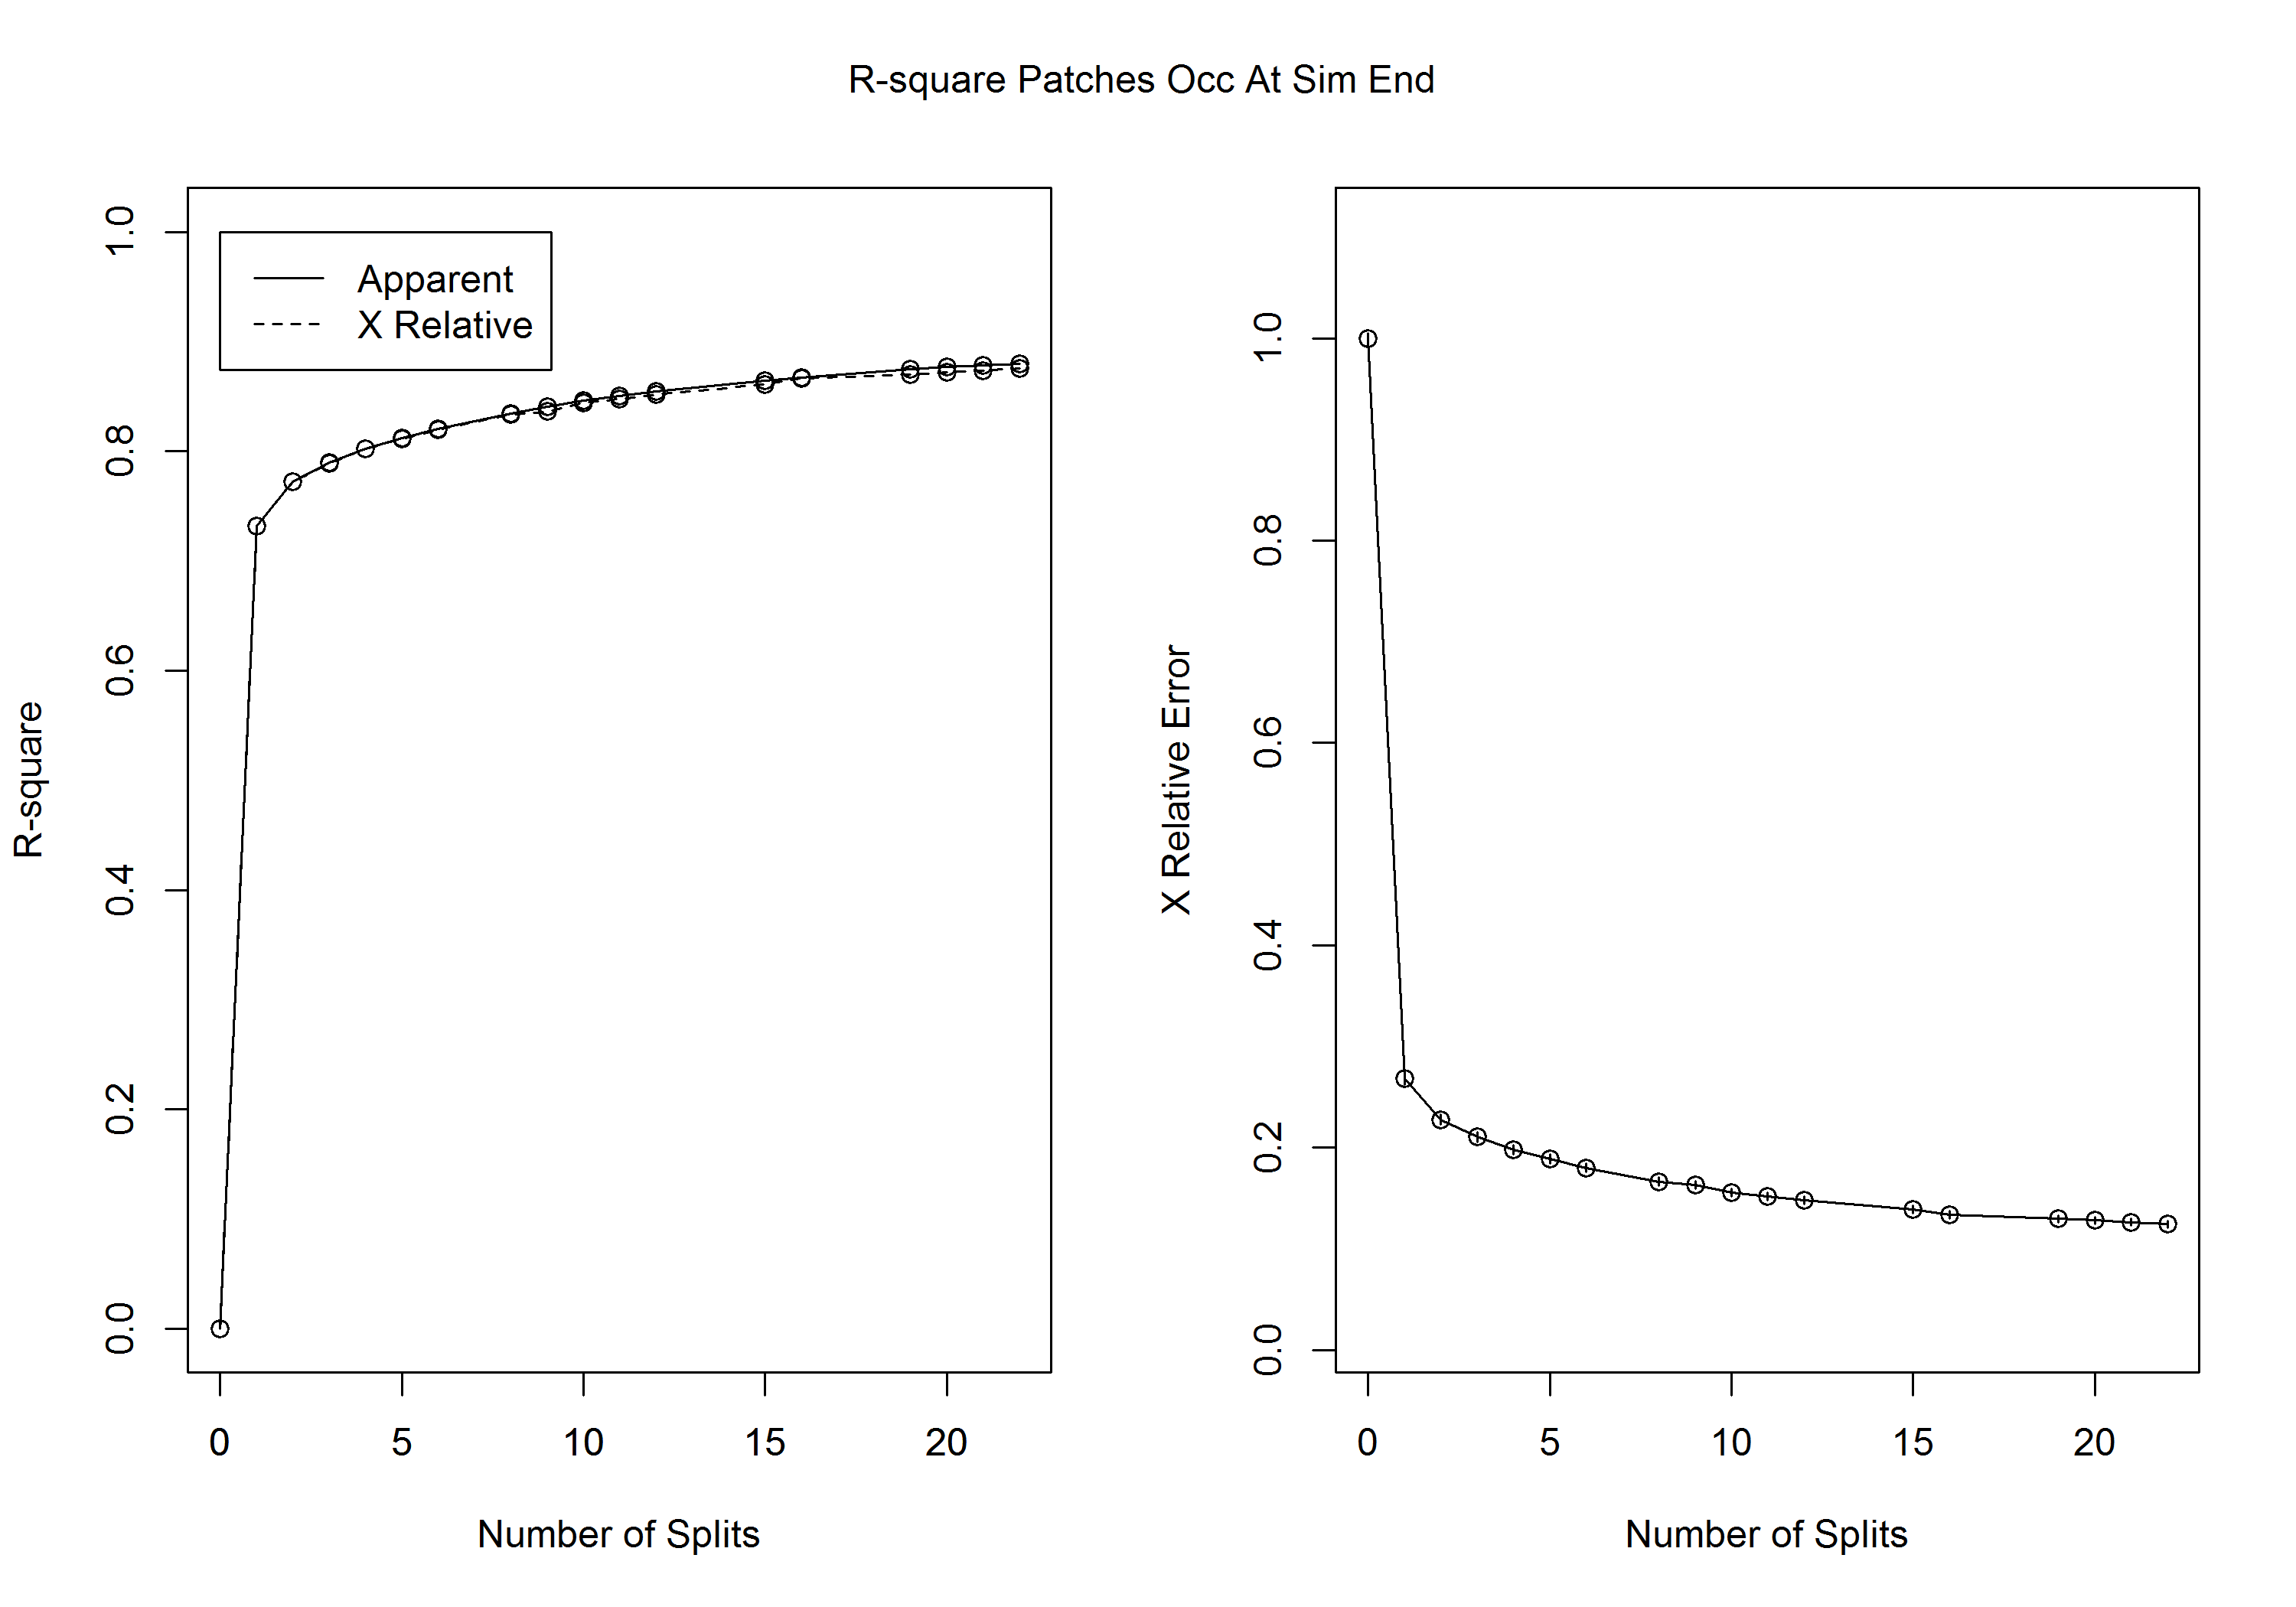 R-square Patches Occ At Sim End
Apparent
X Relative
R-square
0.0 0.2 0.4 0.6 0.8 1.0
0 5 10 15 20
Number of Splits
X Relative Error
0.0 0.2 0.4 0.6 0.8 1.0
0 5 10 15 20
Number of Splits